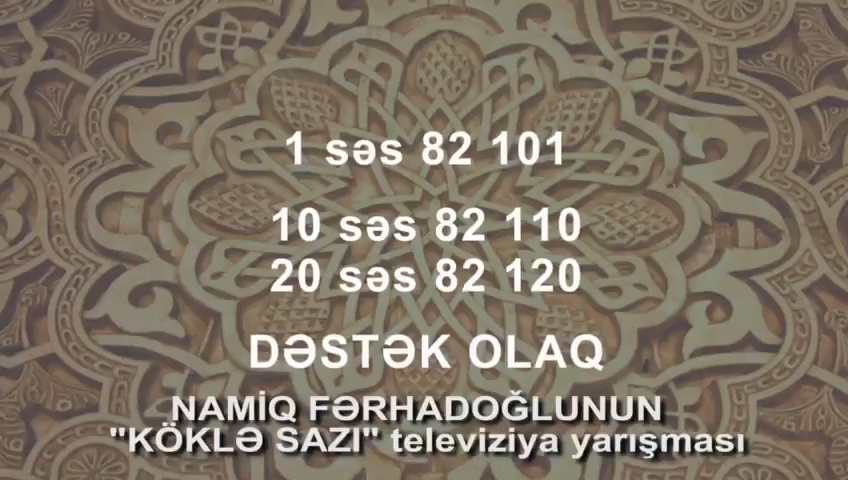 1 səs 82 101
10 səs 82 110
20 səs 82 120
DƏSTƏK OLAQ
NAMİQ FƏRHADOĞLUNUN
"KÖKLƏ SAZI" televiziya yarışması